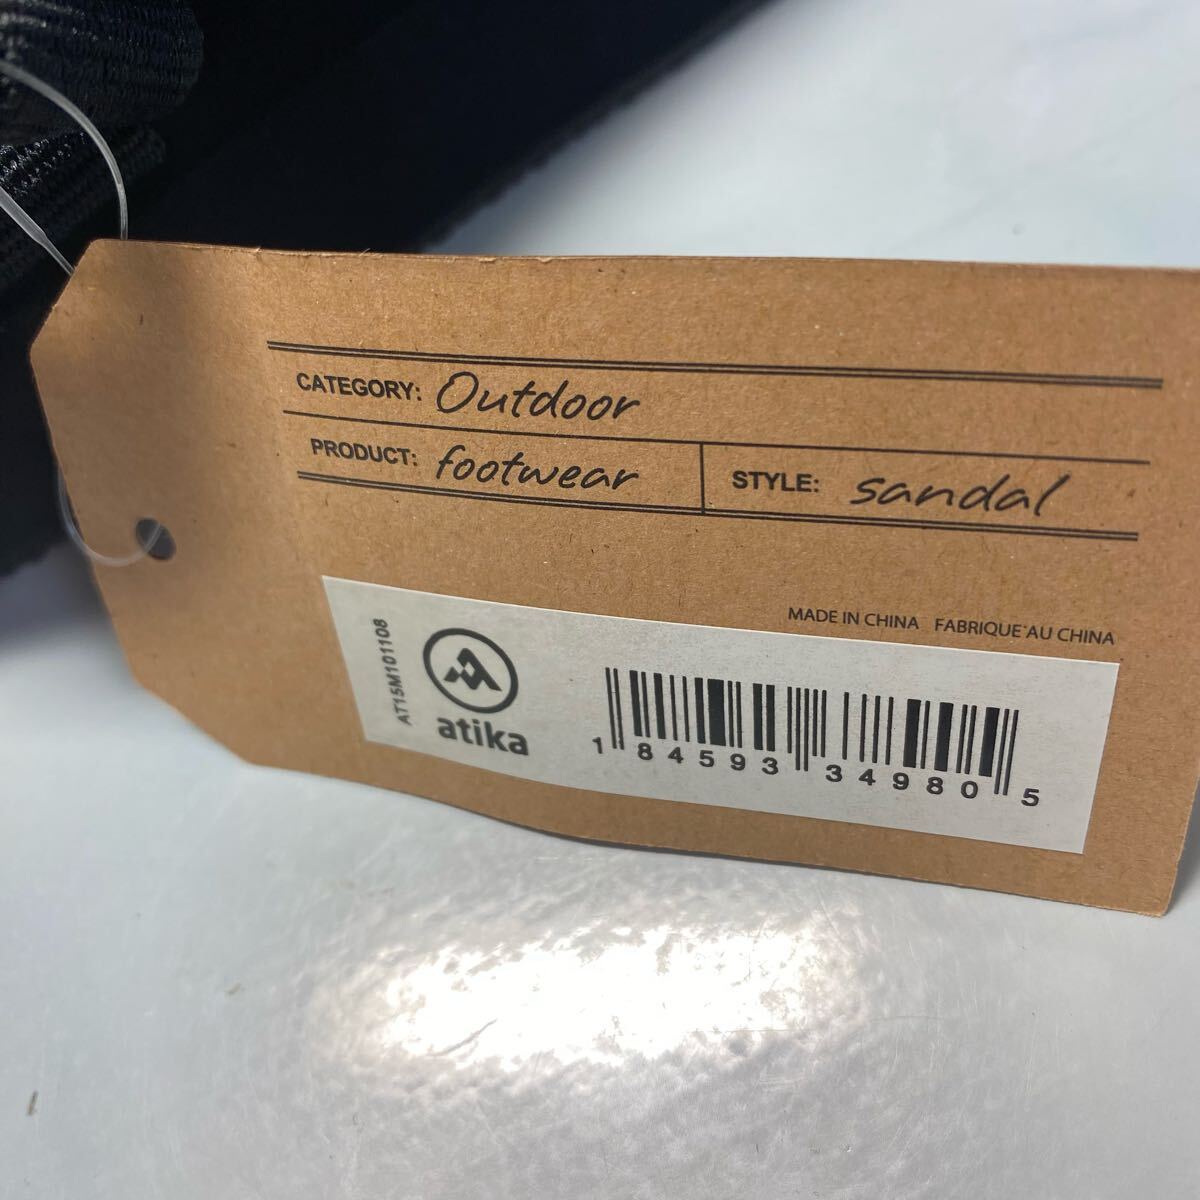 CATEGORY: Outdoor
PRODUCT: footwear STYLE: sandal
MADE IN CHINA FABRIQUE AU CHINA
AT15M101108
atika
1 84593 34980 5